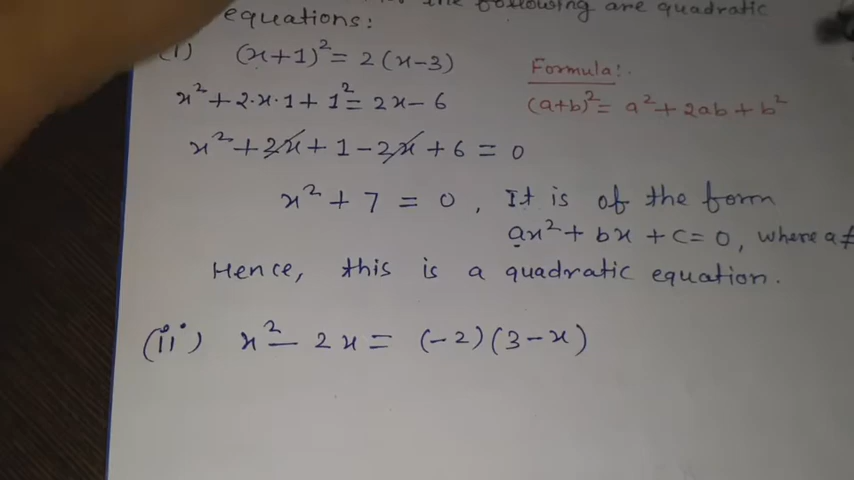 the following are quadratic
equations:
(i) (x+1)² = 2(x-3)
x² + 2·x·1 + 1² = 2x - 6
Formula:
(a+b)² = a² + 2ab + b²
x² + 2x + 1 - 2x + 6 = 0
x² + 7 = 0, It is of the form
ax² + bx + c = 0, where a ≠
Hence, this is a quadratic equation.
(ii) x² - 2x = (-2)(3-x)